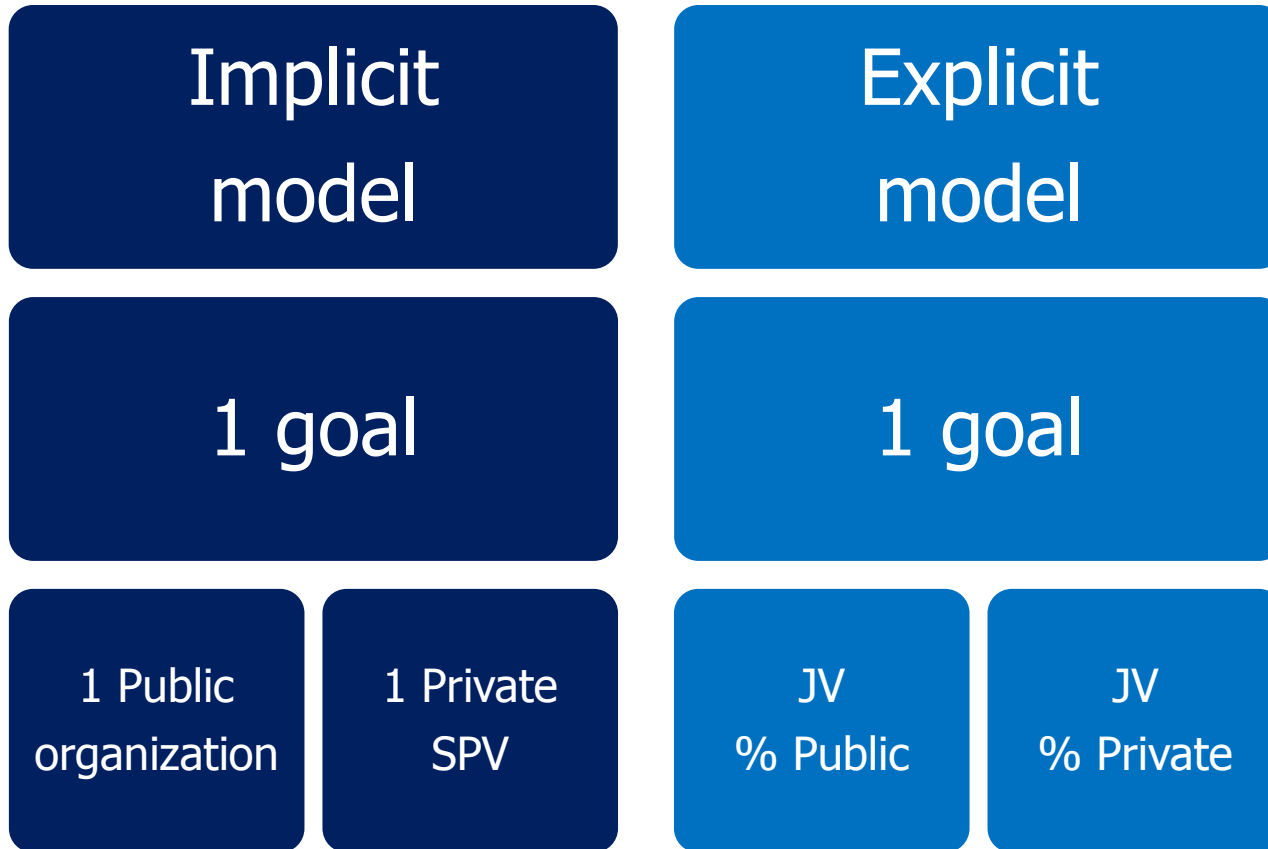 Implicit
model
Explicit
model
1 goal
1 goal
1 Public
organization
1 Private
SPV
JV
% Public
JV
% Private